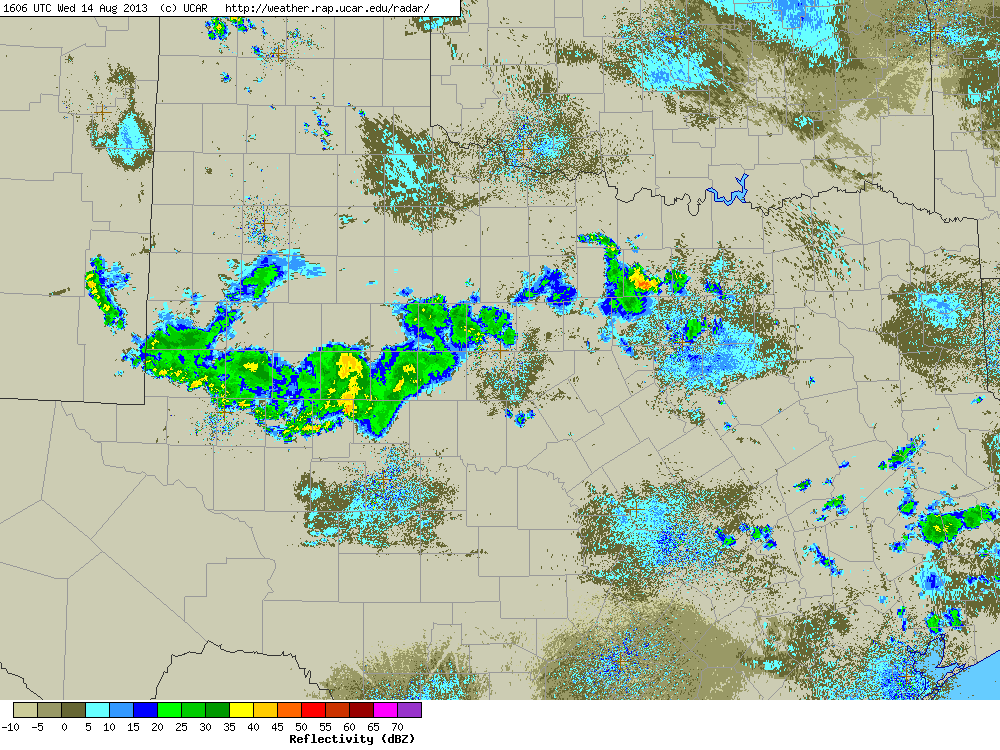 1606 UTC Wed 14 Aug 2013 (c) UCAR http://weather.rap.ucar.edu/radar/
-10 -5 0 5 10 15 20 25 30 35 40 45 50 55 60 65 70
Reflectivity (dBZ)